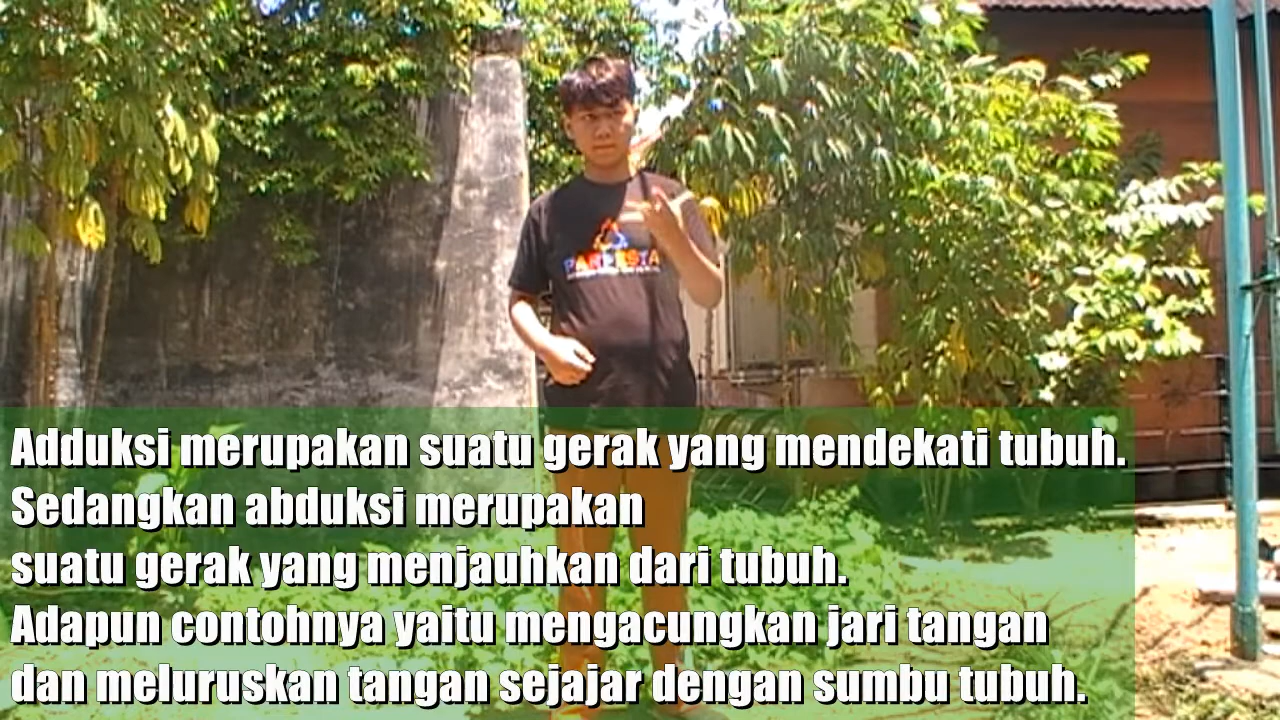 PAMPESTA
Adduksi merupakan suatu gerak yang mendekati tubuh.
Sedangkan abduksi merupakan
suatu gerak yang menjauhkan dari tubuh.
Adapun contohnya yaitu mengacungkan jari tangan
dan meluruskan tangan sejajar dengan sumbu tubuh.